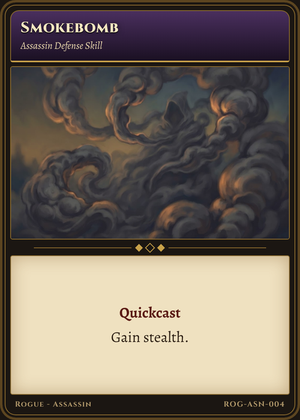 Smokebomb
Assassin Defense Skill
Quickcast
Gain stealth.
Rogue - Assassin
ROG-ASN-004